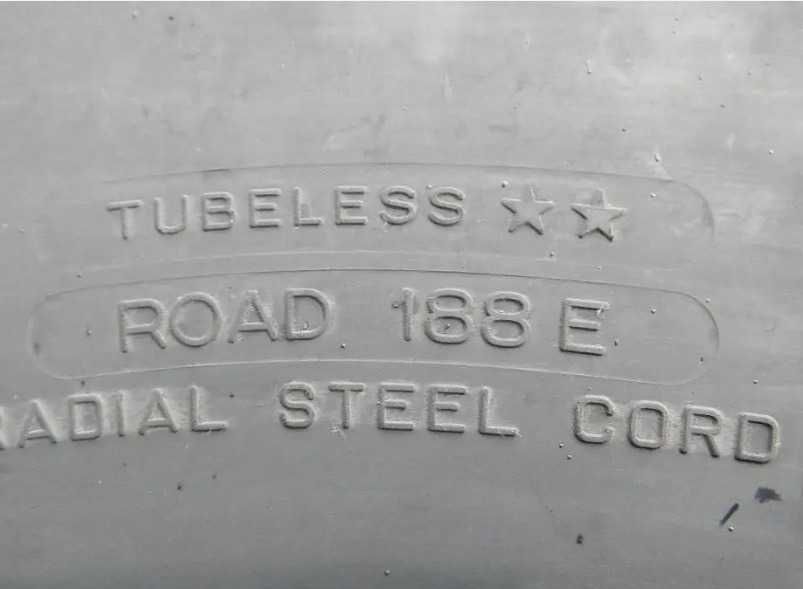 TUBELESS ★★
ROAD 188 E
RADIAL STEEL CORD